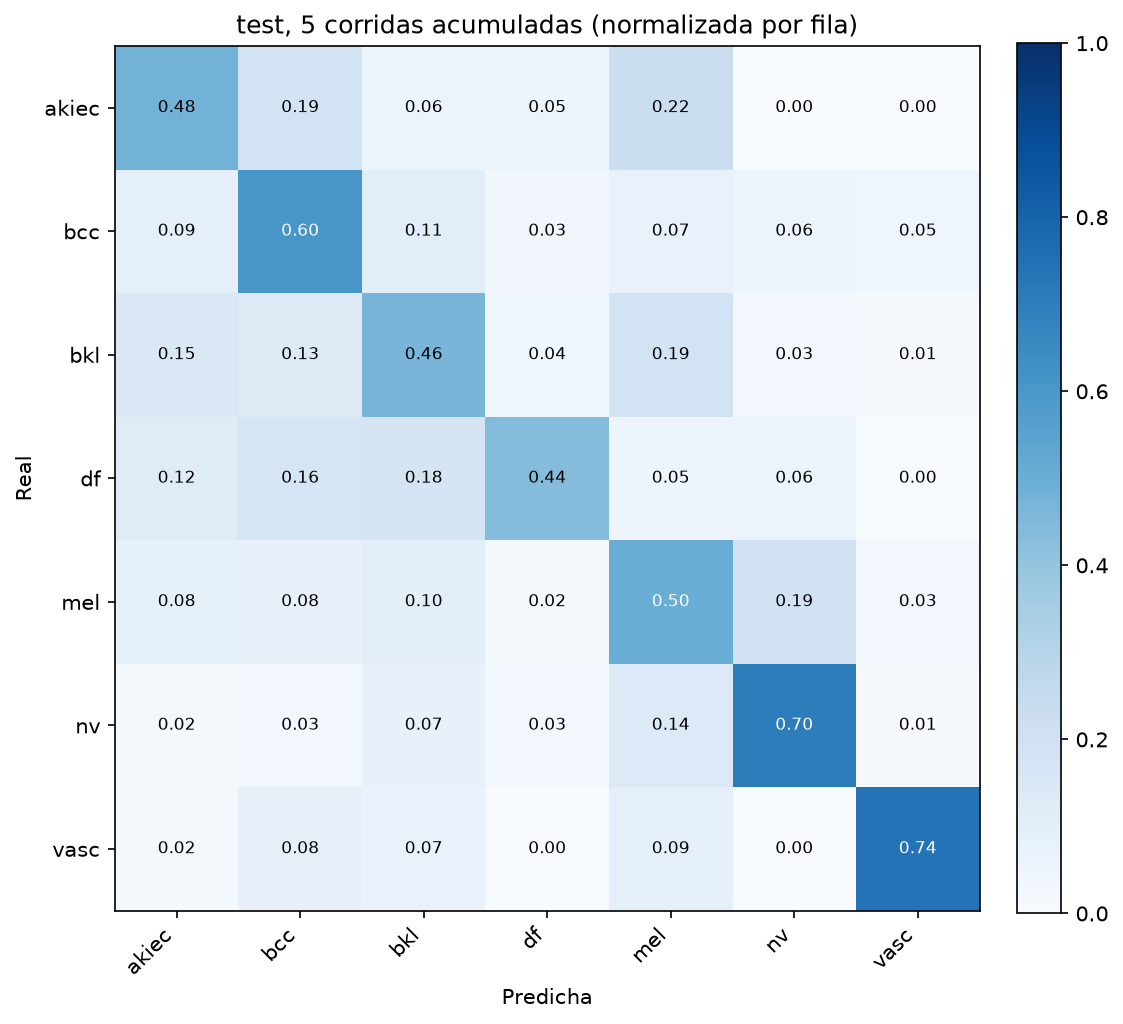 test, 5 corridas acumuladas (normalizada por fila)
1.0
akiec 0.48 0.19 0.06 0.05 0.22 0.00 0.00
0.8
bcc 0.09 0.60 0.11 0.03 0.07 0.06 0.05
bkl 0.15 0.13 0.46 0.04 0.19 0.03 0.01
0.6
Real
df 0.12 0.16 0.18 0.44 0.05 0.06 0.00
0.4
mel 0.08 0.08 0.10 0.02 0.50 0.19 0.03
nv 0.02 0.03 0.07 0.03 0.14 0.70 0.01
0.2
vasc 0.02 0.08 0.07 0.00 0.09 0.00 0.74
0.0
akiec bcc bkl df mel nv vasc
Predicha